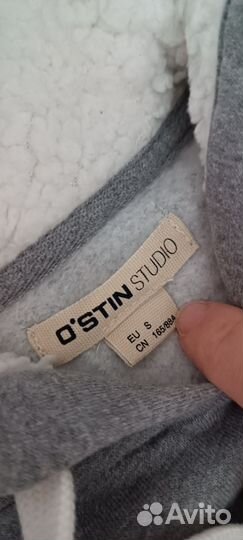 O'STIN STUDIO
EU S
CN 165/88A
Avito